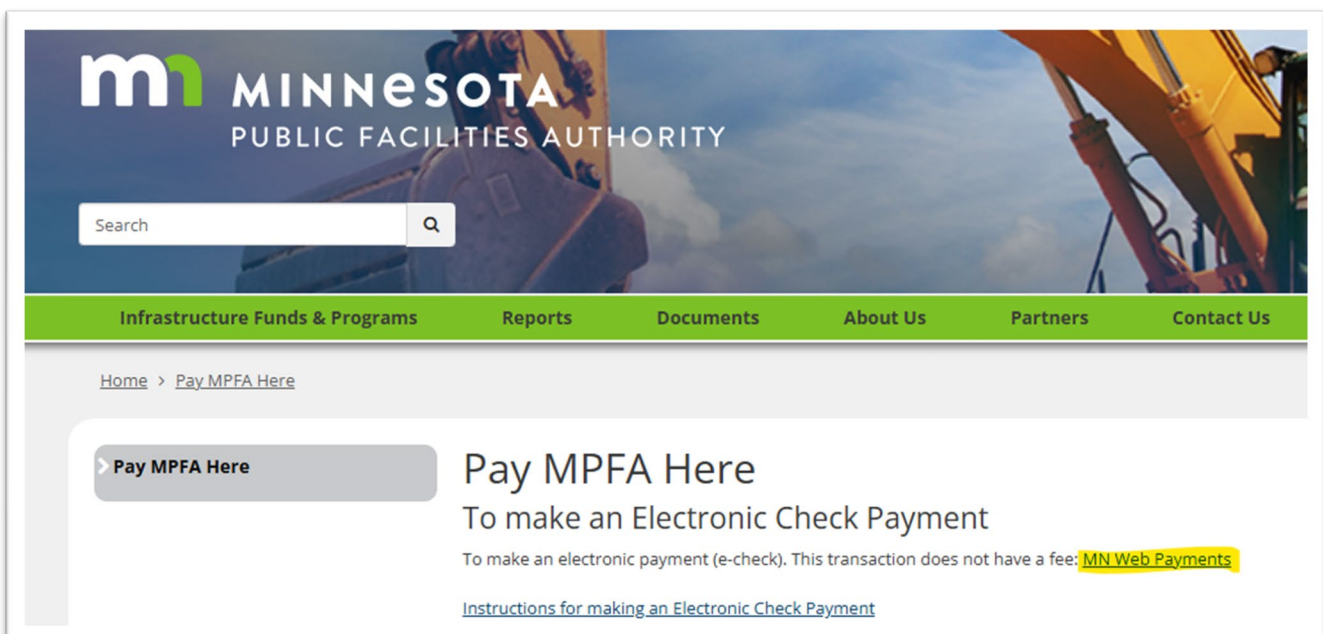 mn MINNESOTA
PUBLIC FACILITIES AUTHORITY
Search
Infrastructure Funds & Programs Reports Documents About Us Partners Contact Us
Home > Pay MPFA Here
Pay MPFA Here
Pay MPFA Here
To make an Electronic Check Payment
To make an electronic payment (e-check). This transaction does not have a fee: MN Web Payments
Instructions for making an Electronic Check Payment